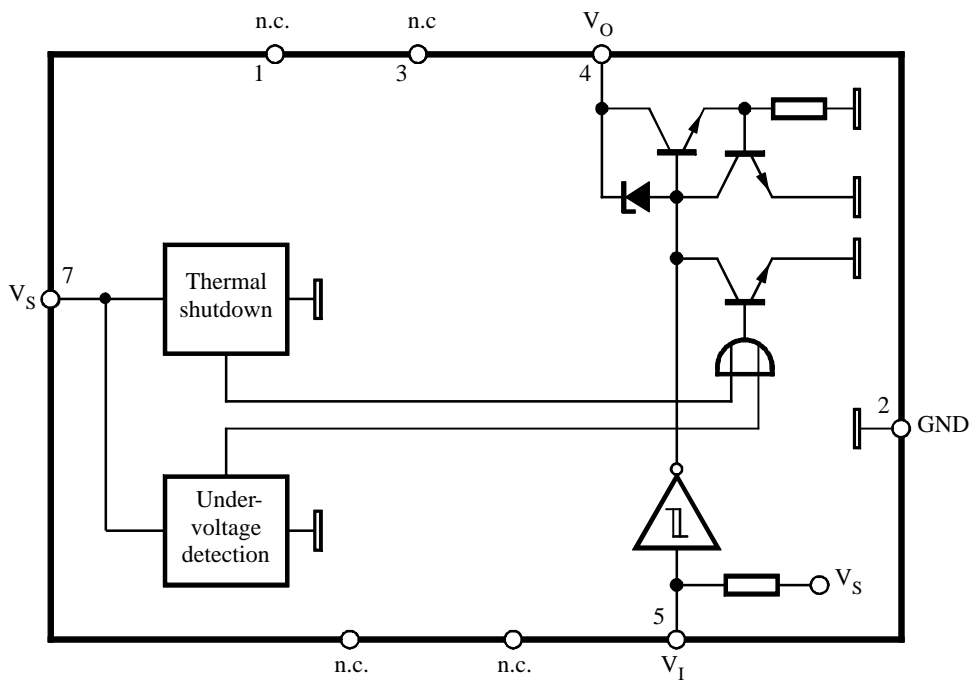 n.c.
n.c
V_O
1
3
4
7
V_S
Thermal
shutdown
2
GND
Under-
voltage
detection
V_S
5
n.c.
n.c.
V_I